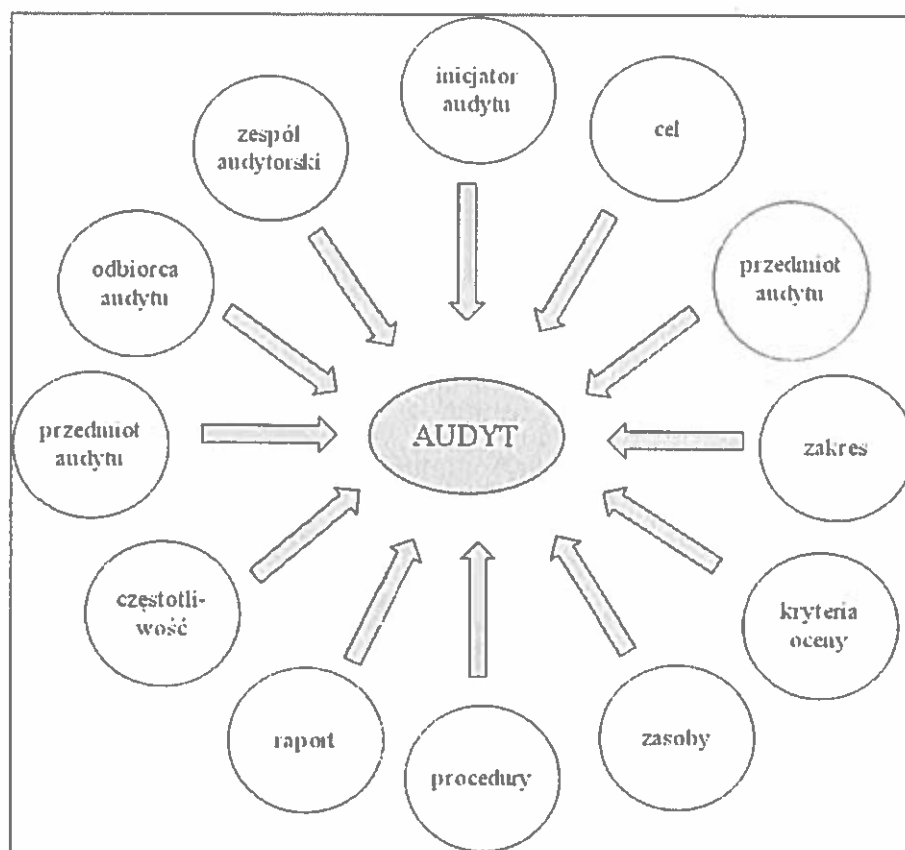 inicjator
audytu
cel
przedmiot
audytu
zakres
kryteria
oceny
zasoby
procedury
raport
częstotli-
wość
przedmiot
audytu
odbiorca
audytu
zespół
audytorski
AUDYT